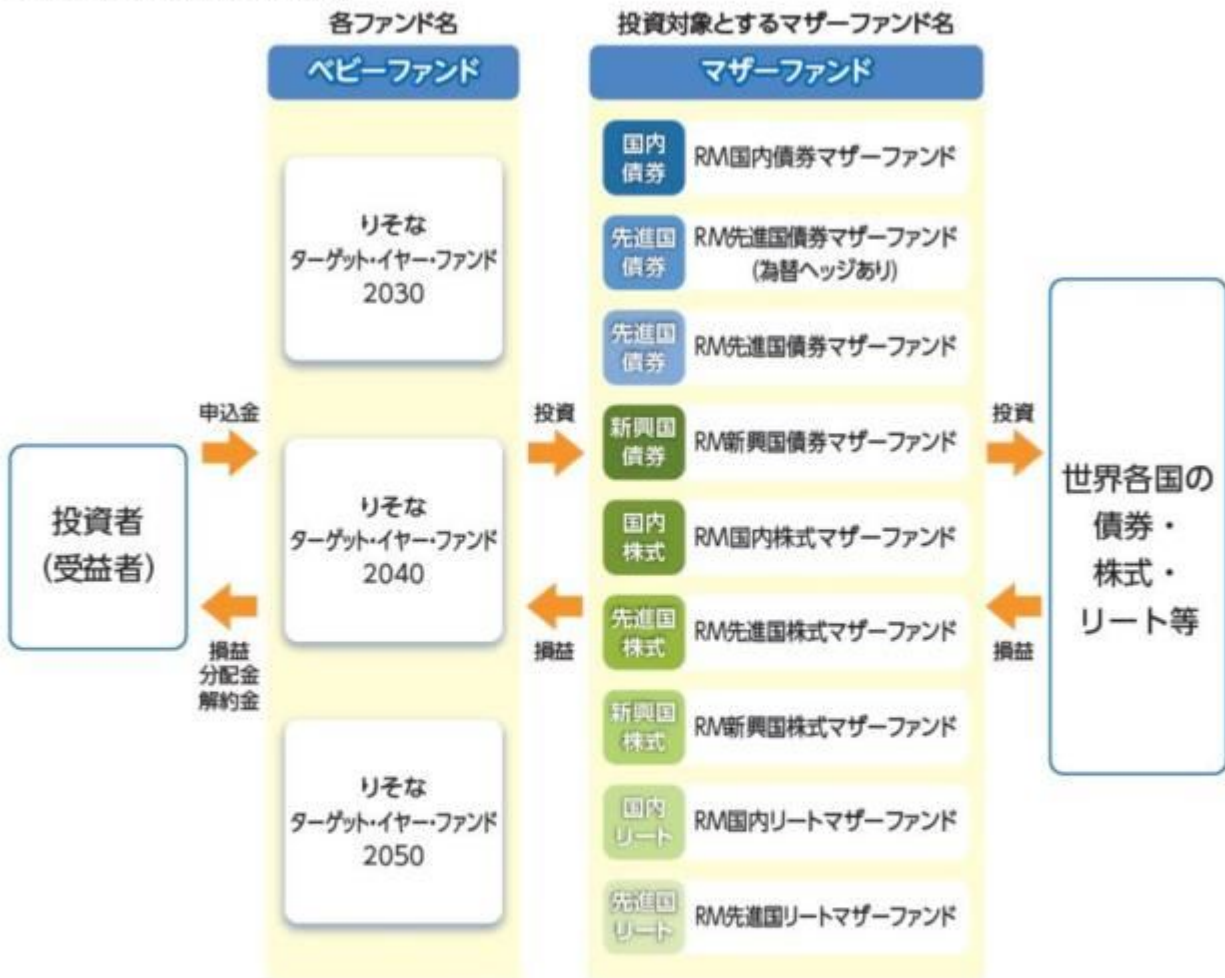 各ファンド名
投資対象とするマザーファンド名
ベビーファンド
マザーファンド
りそな
ターゲット・イヤー・ファンド
2030
りそな
ターゲット・イヤー・ファンド
2040
りそな
ターゲット・イヤー・ファンド
2050
国内
債券
RM国内債券マザーファンド
先進国
債券
RM先進国債券マザーファンド
(為替ヘッジあり)
先進国
債券
RM先進国債券マザーファンド
新興国
債券
RM新興国債券マザーファンド
国内
株式
RM国内株式マザーファンド
先進国
株式
RM先進国株式マザーファンド
新興国
株式
RM新興国株式マザーファンド
国内
リート
RM国内リートマザーファンド
先進国
リート
RM先進国リートマザーファンド
投資者
(受益者)
申込金
損益
分配金
解約金
投資
損益
投資
損益
世界各国の
債券・
株式・
リート等